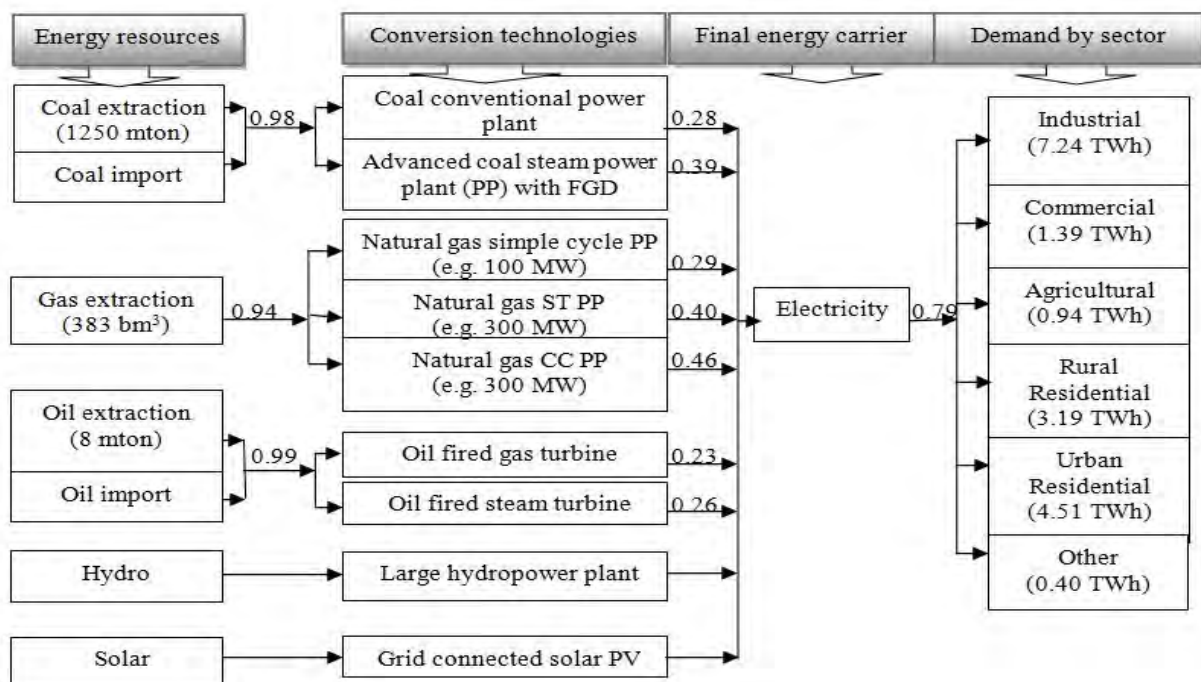 Energy resources
Conversion technologies
Final energy carrier
Demand by sector
Coal extraction
(1250 mton)
Coal import
0.98
Coal conventional power
plant
0.28
Advanced coal steam power
plant (PP) with FGD
0.39
Gas extraction
(383 bm³)
0.94
Natural gas simple cycle PP
(e.g. 100 MW)
0.29
Natural gas ST PP
(e.g. 300 MW)
0.40
Natural gas CC PP
(e.g. 300 MW)
0.46
Oil extraction
(8 mton)
Oil import
0.99
Oil fired gas turbine
0.23
Oil fired steam turbine
0.26
Hydro
Large hydropower plant
Solar
Grid connected solar PV
Electricity
0.79
Industrial
(7.24 TWh)
Commercial
(1.39 TWh)
Agricultural
(0.94 TWh)
Rural
Residential
(3.19 TWh)
Urban
Residential
(4.51 TWh)
Other
(0.40 TWh)